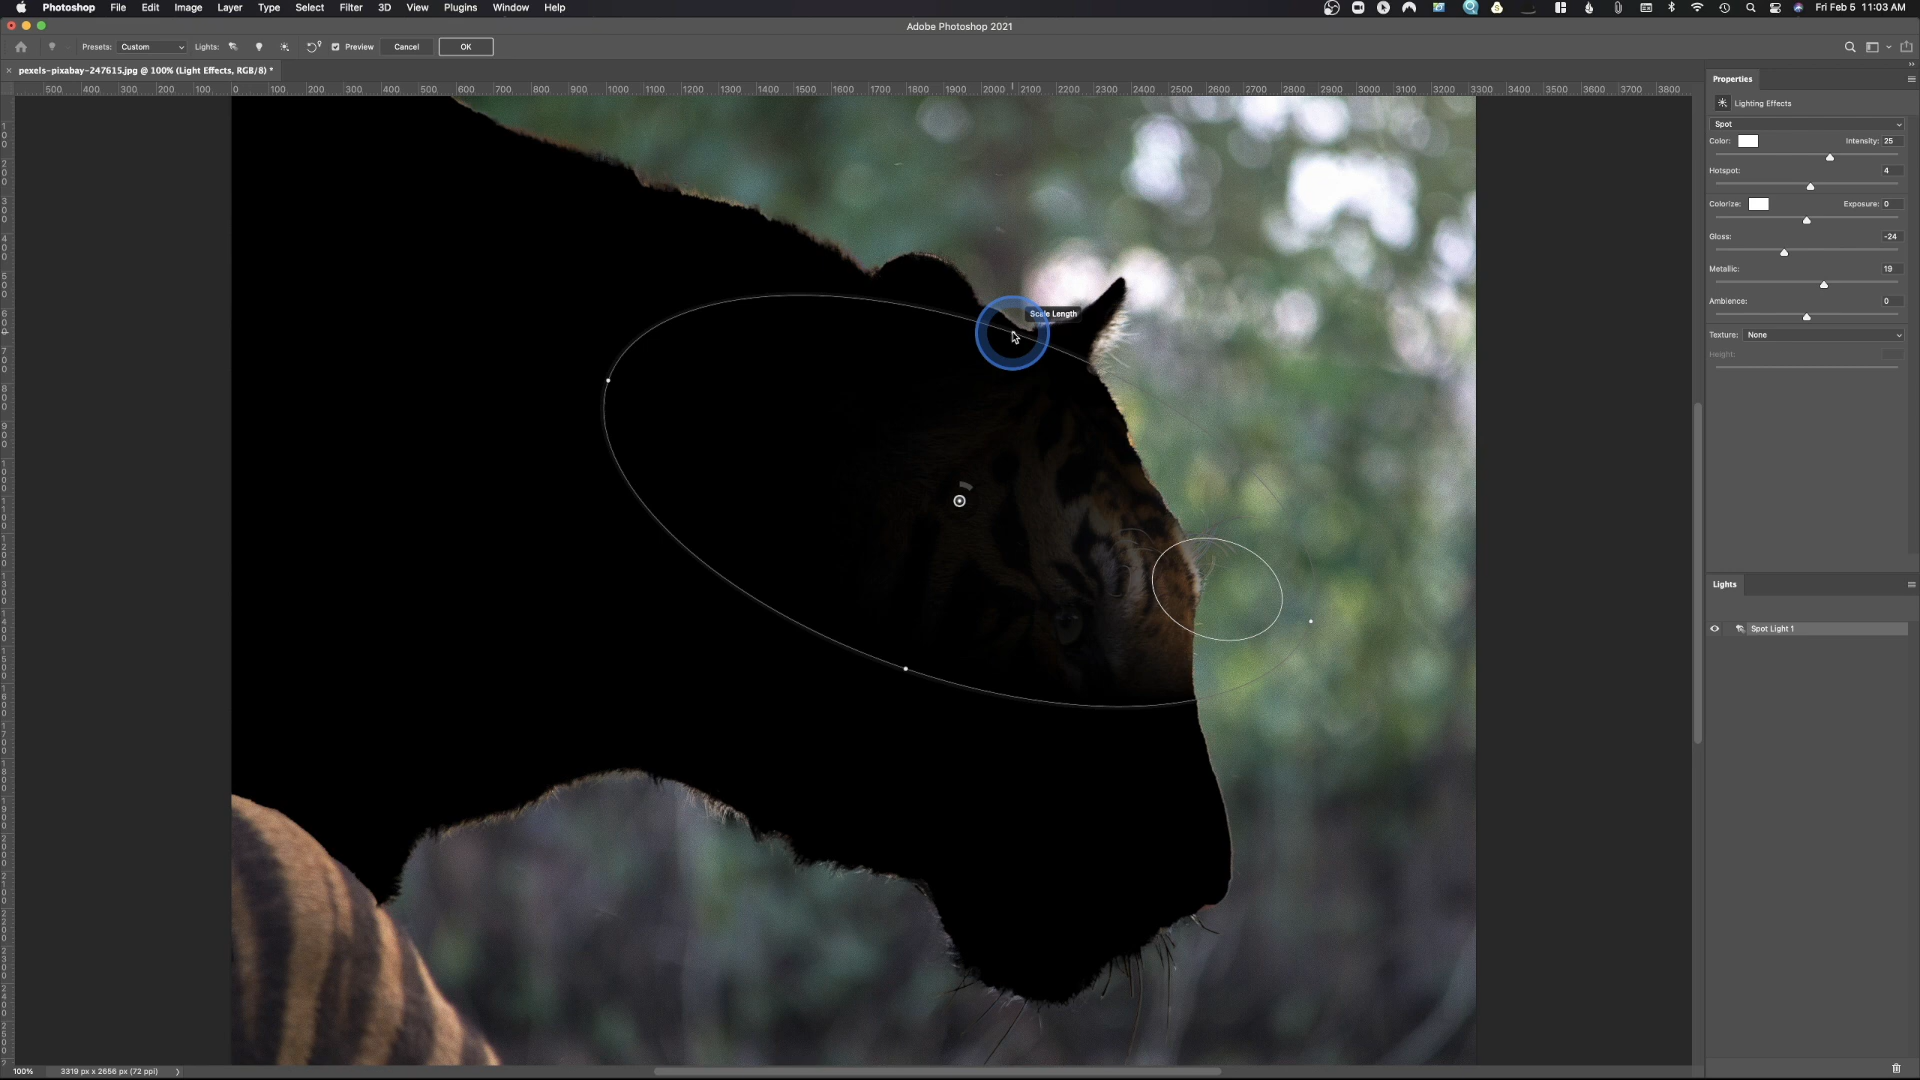 Photoshop File Edit Image Layer Type Select Filter 3D View Plugins Window Help Fri Feb 5 11:03 AM
Adobe Photoshop 2021
Presets: Custom Lights: Preview Cancel OK
× pexels-pixabay-247615.jpg @ 100% (Light Effects, RGB/8) *
500 400 300 200 100 0 100 200 300 400 500 600 700 800 900 1000 1100 1200 1300 1400 1500 1600 1700 1800 1900 2000 2100 2200 2300 2400 2500 2600 2700 2800 2900 3000 3100 3200 3300 3400 3500 3600 3700 3800
Properties
Lighting Effects
Spot
Color: Intensity: 25
Hotspot: 4
Colorize: Exposure: 0
Gloss: -24
Metallic: 19
Ambience: 0
Texture: None
Height:
Scale Length
Lights
Spot Light 1
100% 3319 px x 2656 px (72 ppi)